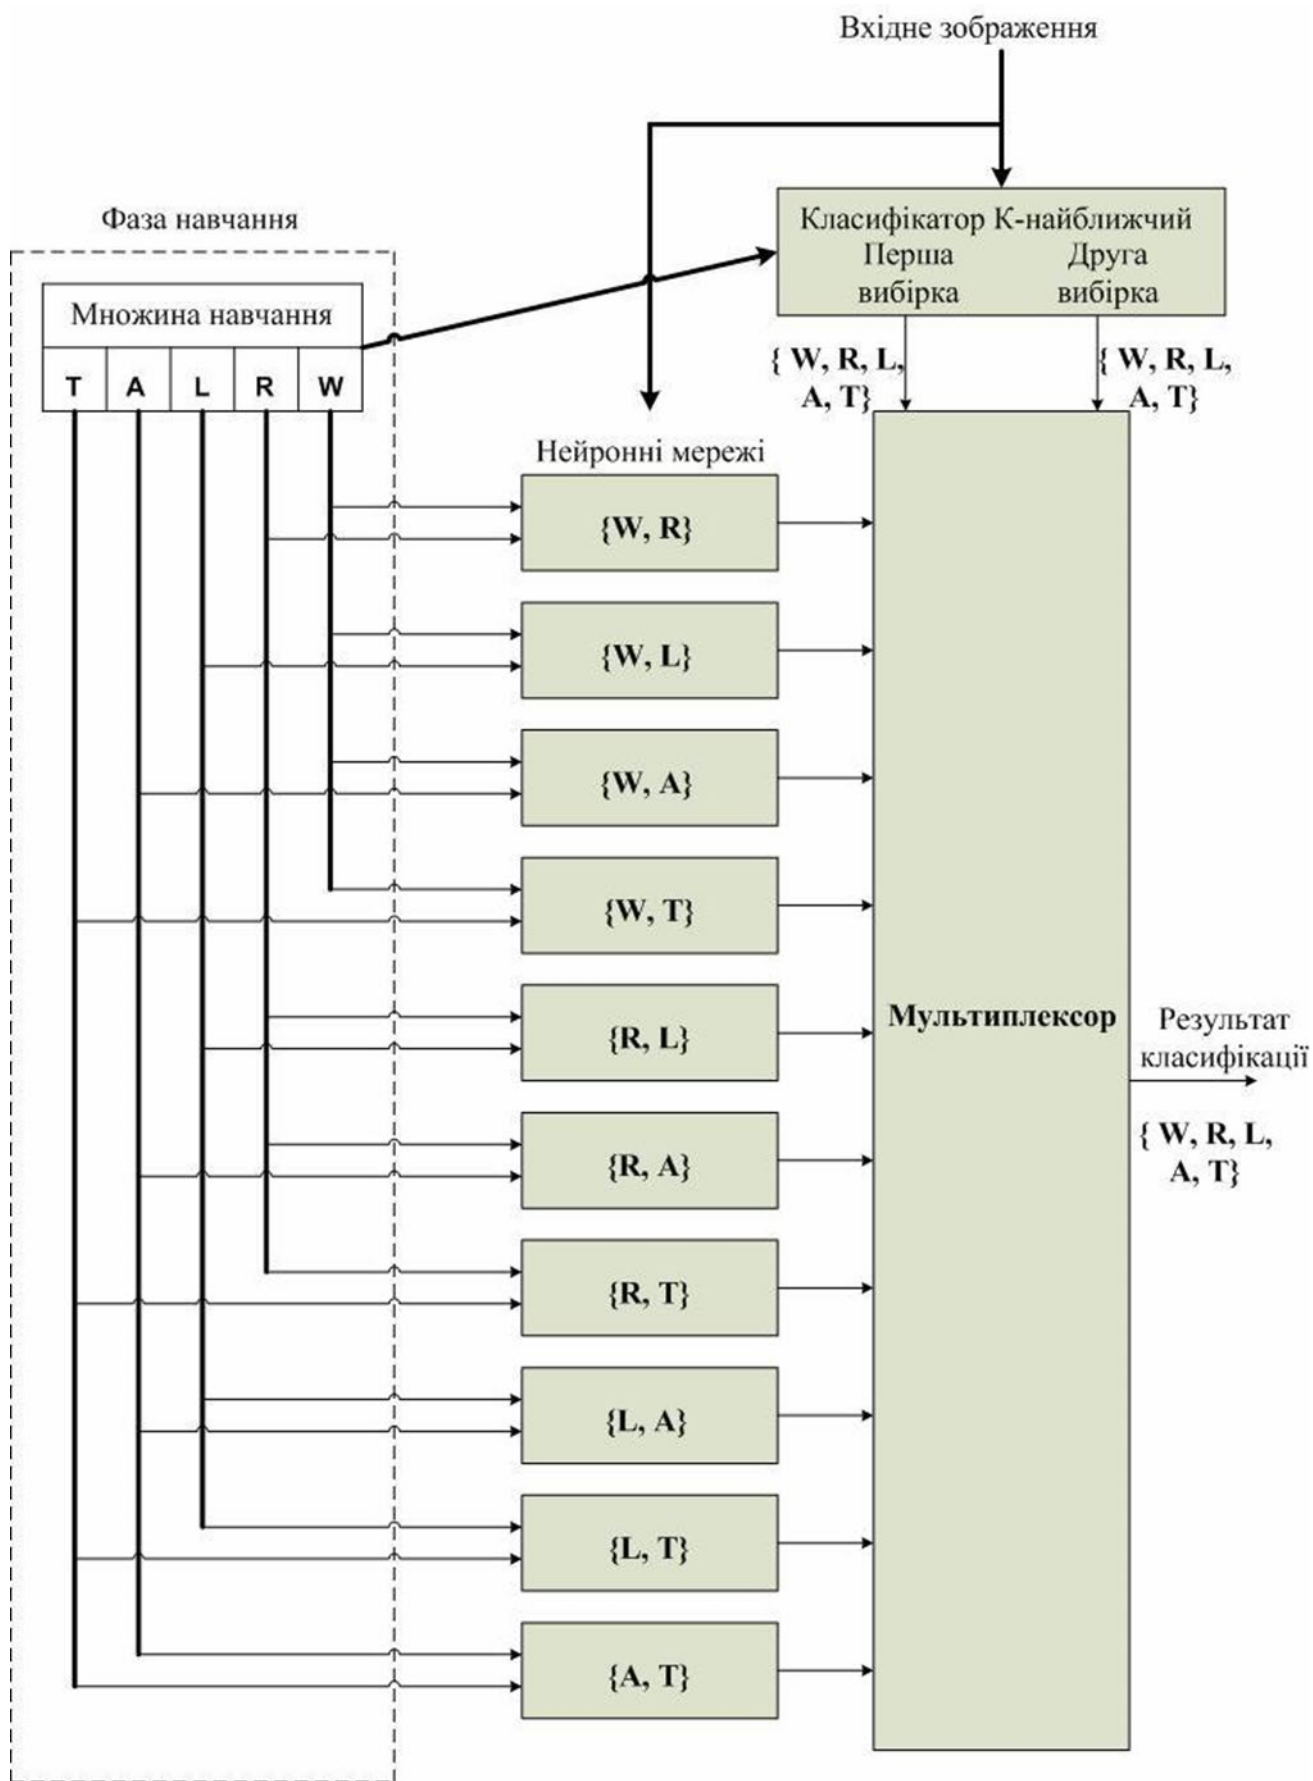 Вхідне зображення
Фаза навчання
Класифікатор К-найближчий
Перша Друга
вибірка вибірка
Множина навчання
T A L R W
{ W, R, L,
A, T}
{ W, R, L,
A, T}
Нейронні мережі
{W, R}
{W, L}
{W, A}
{W, T}
{R, L}
{R, A}
{R, T}
{L, A}
{L, T}
{A, T}
Мультиплексор
Результат
класифікації
{ W, R, L,
A, T}